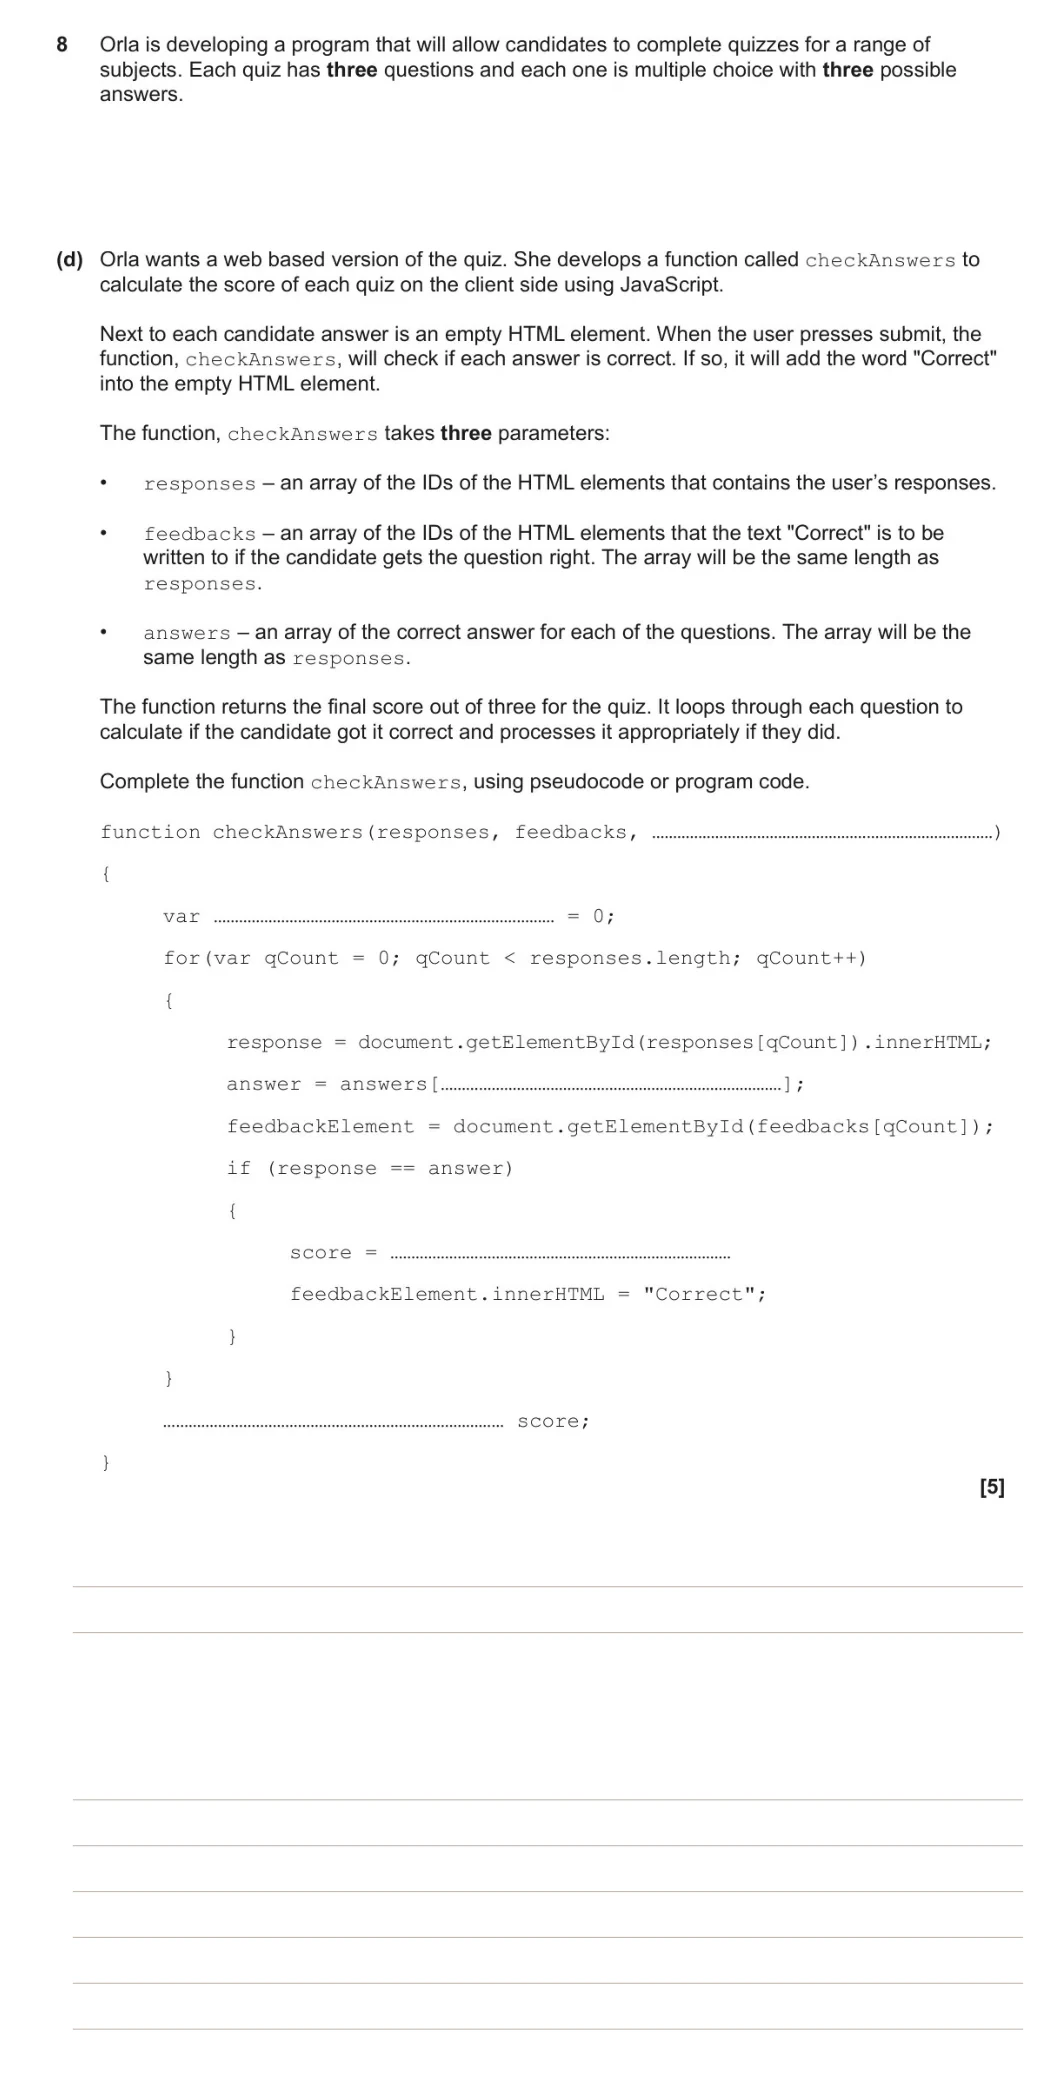 8 Orla is developing a program that will allow candidates to complete quizzes for a range of
subjects. Each quiz has three questions and each one is multiple choice with three possible
answers.
(d) Orla wants a web based version of the quiz. She develops a function called checkAnswers to
calculate the score of each quiz on the client side using JavaScript.
Next to each candidate answer is an empty HTML element. When the user presses submit, the
function, checkAnswers, will check if each answer is correct. If so, it will add the word "Correct"
into the empty HTML element.
The function, checkAnswers takes three parameters:
• responses – an array of the IDs of the HTML elements that contains the user's responses.
• feedbacks – an array of the IDs of the HTML elements that the text "Correct" is to be
written to if the candidate gets the question right. The array will be the same length as
responses.
• answers – an array of the correct answer for each of the questions. The array will be the
same length as responses.
The function returns the final score out of three for the quiz. It loops through each question to
calculate if the candidate got it correct and processes it appropriately if they did.
Complete the function checkAnswers, using pseudocode or program code.
function checkAnswers(responses, feedbacks, ................................................................................)
{
var ................................................................................ = 0;
for(var qCount = 0; qCount < responses.length; qCount++)
{
response = document.getElementById(responses[qCount]).innerHTML;
answer = answers[................................................................................];
feedbackElement = document.getElementById(feedbacks[qCount]);
if (response == answer)
{
score = ................................................................................
feedbackElement.innerHTML = "Correct";
}
}
................................................................................ score;
}
[5]